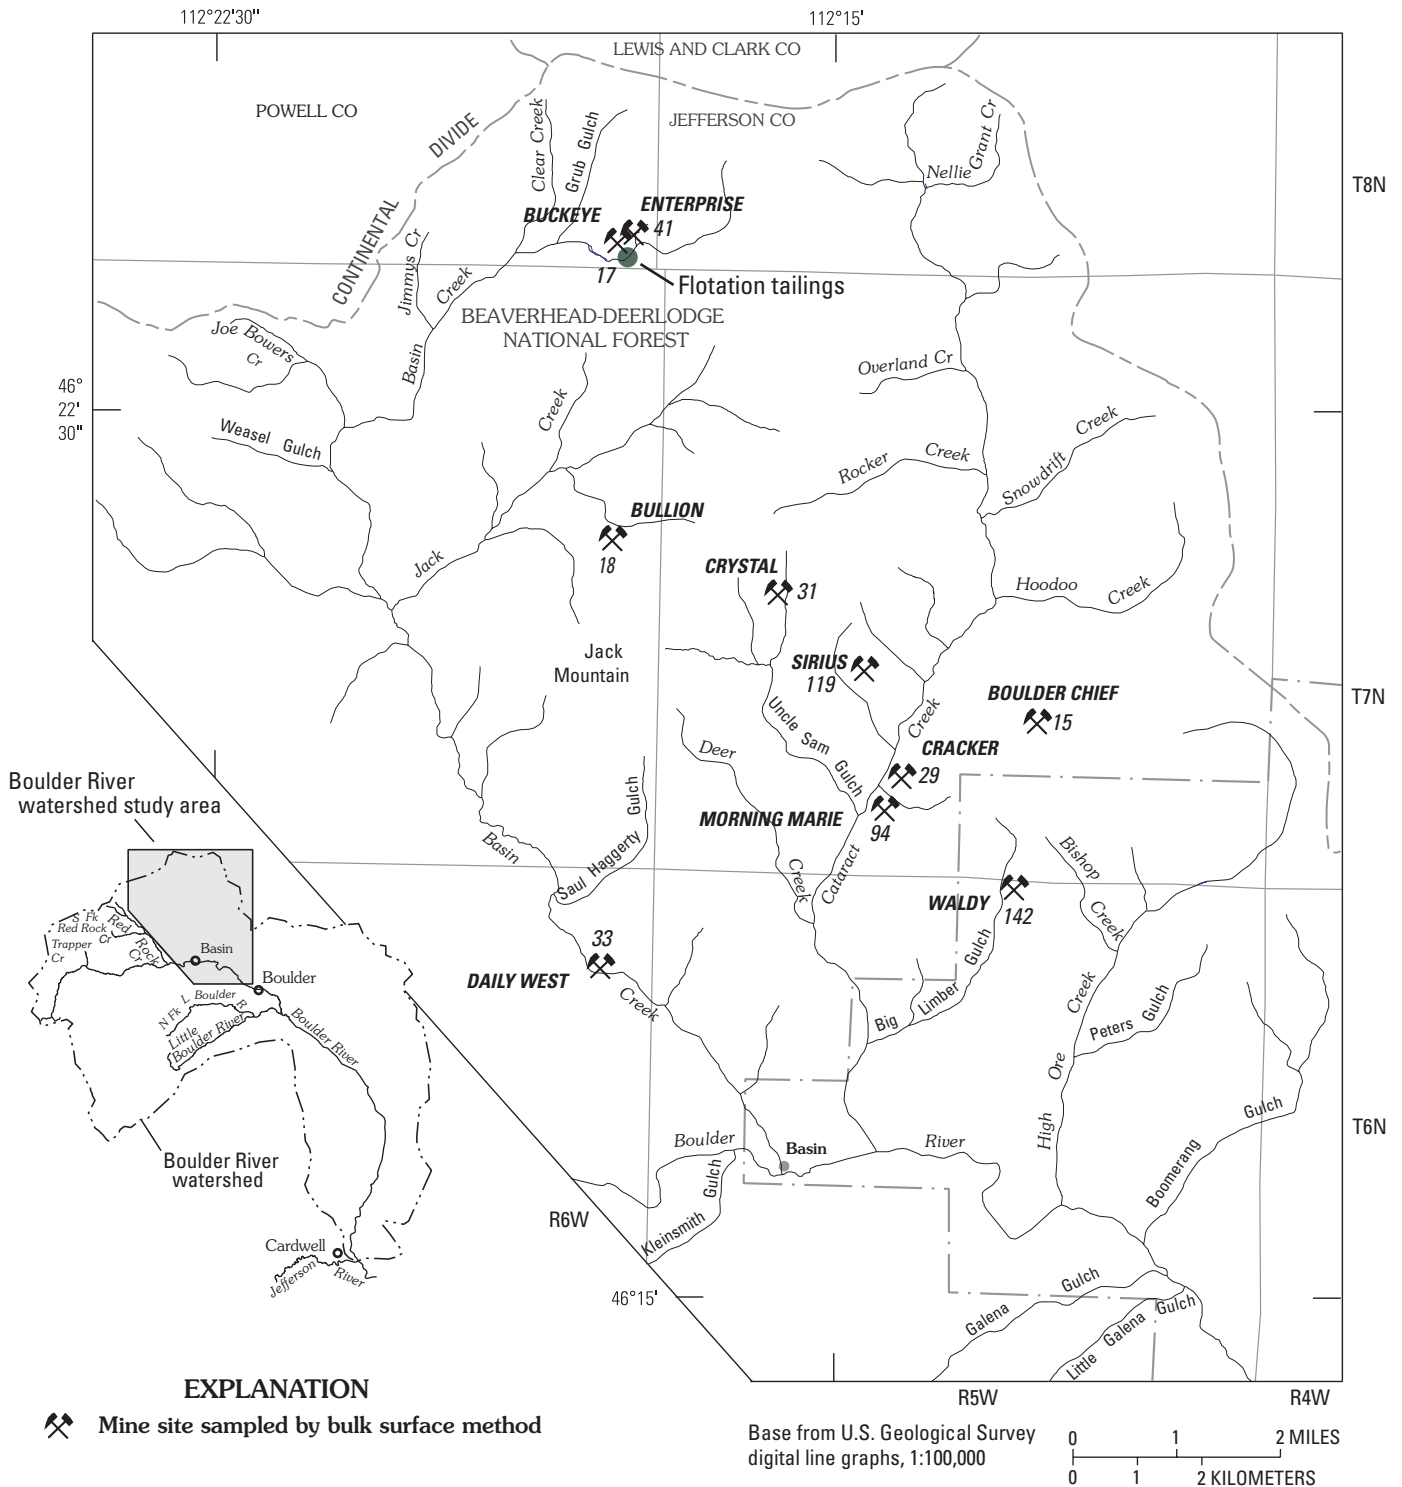 112°22'30"
112°15'
LEWIS AND CLARK CO
POWELL CO
JEFFERSON CO
CONTINENTAL DIVIDE
Clear Creek
Grub Gulch
Nellie Grant Cr
T8N
BUCKEYE
ENTERPRISE
41
17
Flotation tailings
Jimmys Cr
Basin Creek
BEAVERHEAD-DEERLODGE
NATIONAL FOREST
Joe Bowers
Cr
46°
22'
30"
Overland Cr
Weasel Gulch
Creek
Rocker Creek
Snowdrift Creek
BULLION
18
Jack
CRYSTAL
31
Hoodoo Creek
Jack
Mountain
SIRIUS
119
BOULDER CHIEF
15
T7N
Uncle Sam Gulch
Creek
Deer
CRACKER
29
MORNING MARIE
94
Boulder River
watershed study area
Basin
Saul Haggerty Gulch
Creek
Cataract
Bishop
Creek
WALDY
142
33
DAILY WEST
Creek
Big Limber Gulch
Creek
Peters Gulch
Ore
High
Boomerang Gulch
T6N
S Fk
Red Rock
Cr
Red Rock
Cr
Trapper
Cr
Basin
Boulder
N Fk L Boulder R
Little
Boulder River
Boulder River
Boulder River
watershed
Cardwell
Jefferson River
Boulder River
Basin
Kleinsmith Gulch
R6W
46°15'
Galena Gulch
Little Galena Gulch
R5W
R4W
EXPLANATION
Mine site sampled by bulk surface method
Base from U.S. Geological Survey
digital line graphs, 1:100,000
0 1 2 MILES
0 1 2 KILOMETERS